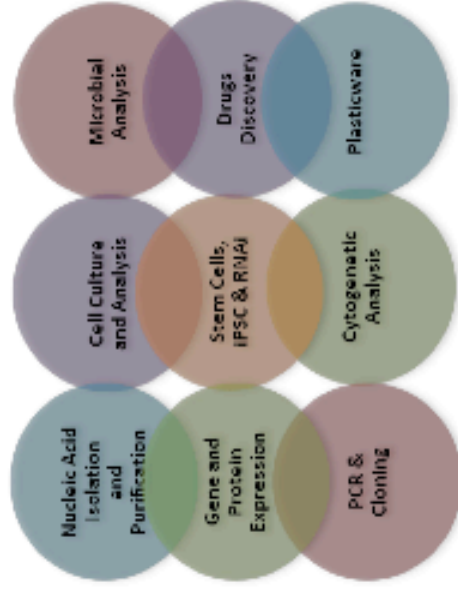 Nucleic Acid
Isolation
and
Purification
Cell Culture
and Analysis
Microbial
Analysis
Gene and
Protein
Expression
Stem Cells,
iPSC & RNAi
Drugs
Discovery
PCR &
Cloning
Cytogenetic
Analysis
Plasticware